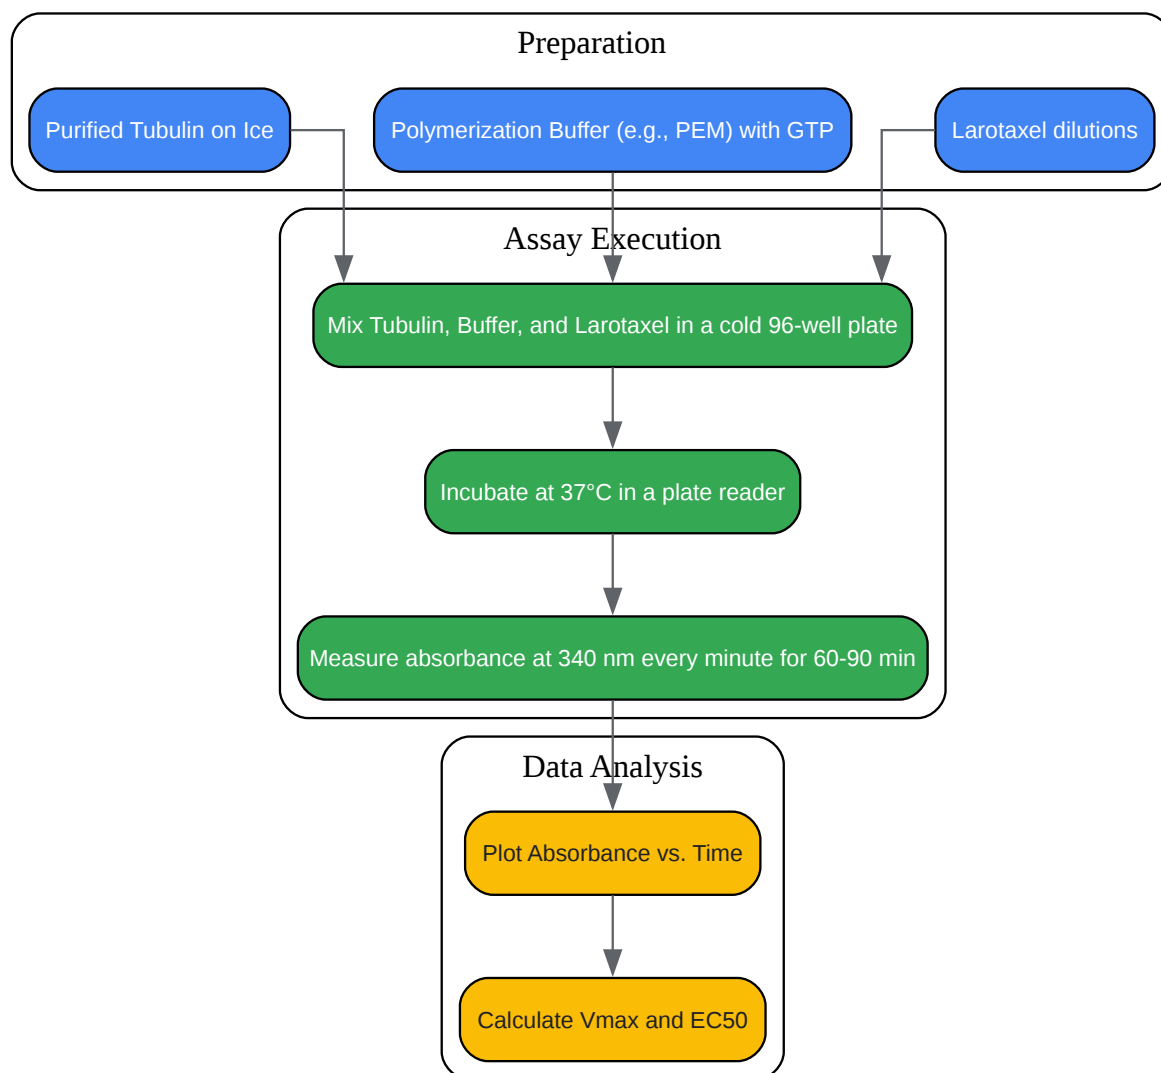 Preparation
Purified Tubulin on Ice
Polymerization Buffer (e.g., PEM) with GTP
Larotaxel dilutions
Assay Execution
Mix Tubulin, Buffer, and Larotaxel in a cold 96-well plate
Incubate at 37°C in a plate reader
Measure absorbance at 340 nm every minute for 60-90 min
Data Analysis
Plot Absorbance vs. Time
Calculate Vmax and EC50